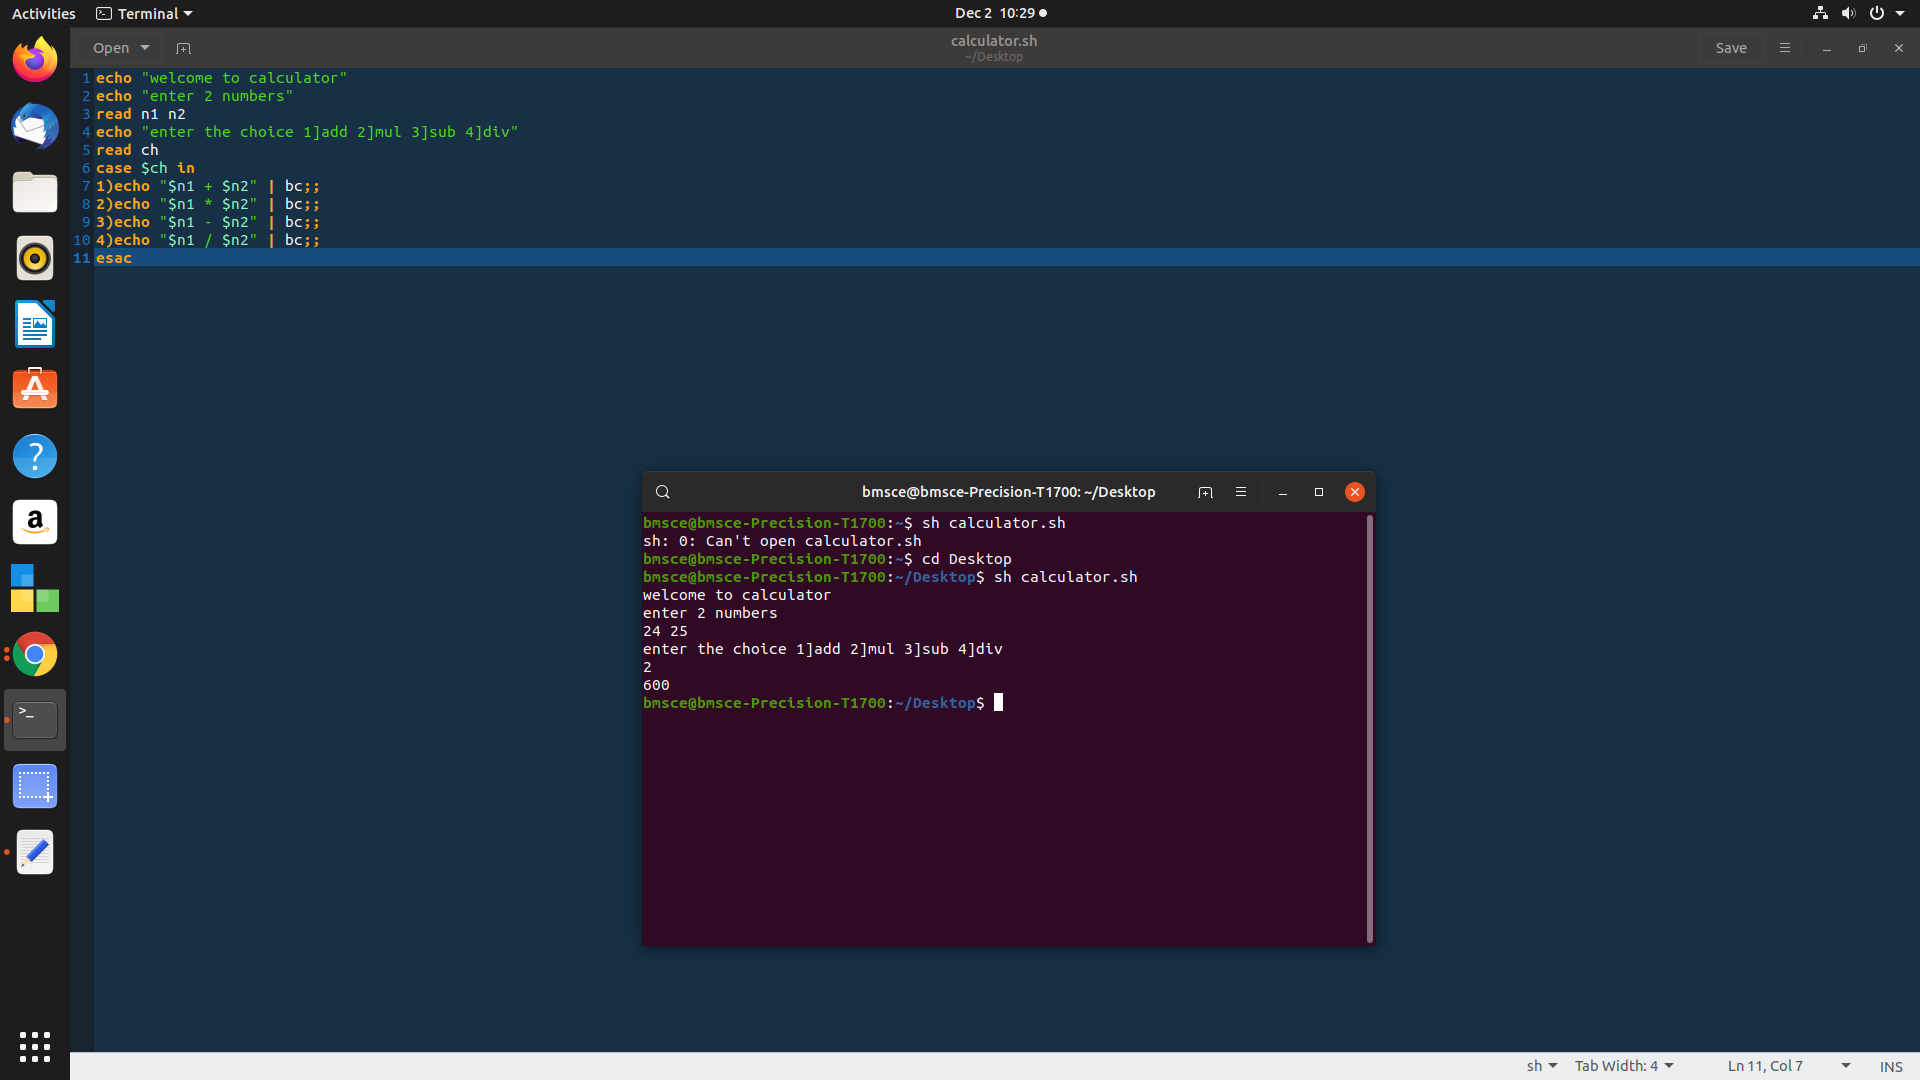 Activities Terminal Dec 2 10:29
Open calculator.sh Save
~/Desktop
1 echo "welcome to calculator"
2 echo "enter 2 numbers"
3 read n1 n2
4 echo "enter the choice 1]add 2]mul 3]sub 4]div"
5 read ch
6 case $ch in
7 1)echo "$n1 + $n2" | bc;;
8 2)echo "$n1 * $n2" | bc;;
9 3)echo "$n1 - $n2" | bc;;
10 4)echo "$n1 / $n2" | bc;;
11 esac
bmsce@bmsce-Precision-T1700: ~/Desktop
bmsce@bmsce-Precision-T1700:~$ sh calculator.sh
sh: 0: Can't open calculator.sh
bmsce@bmsce-Precision-T1700:~$ cd Desktop
bmsce@bmsce-Precision-T1700:~/Desktop$ sh calculator.sh
welcome to calculator
enter 2 numbers
24 25
enter the choice 1]add 2]mul 3]sub 4]div
2
600
bmsce@bmsce-Precision-T1700:~/Desktop$
sh Tab Width: 4 Ln 11, Col 7 INS